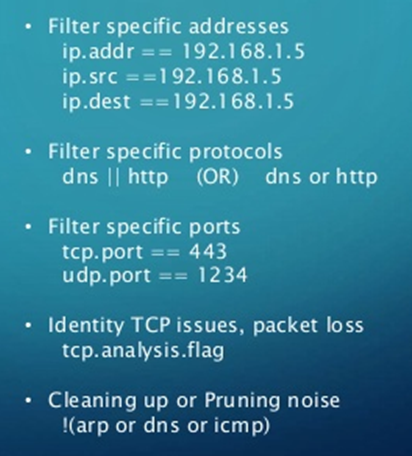 • Filter specific addresses
ip.addr == 192.168.1.5
ip.src ==192.168.1.5
ip.dest ==192.168.1.5
• Filter specific protocols
dns || http (OR) dns or http
• Filter specific ports
tcp.port == 443
udp.port == 1234
• Identity TCP issues, packet loss
tcp.analysis.flag
• Cleaning up or Pruning noise
!(arp or dns or icmp)